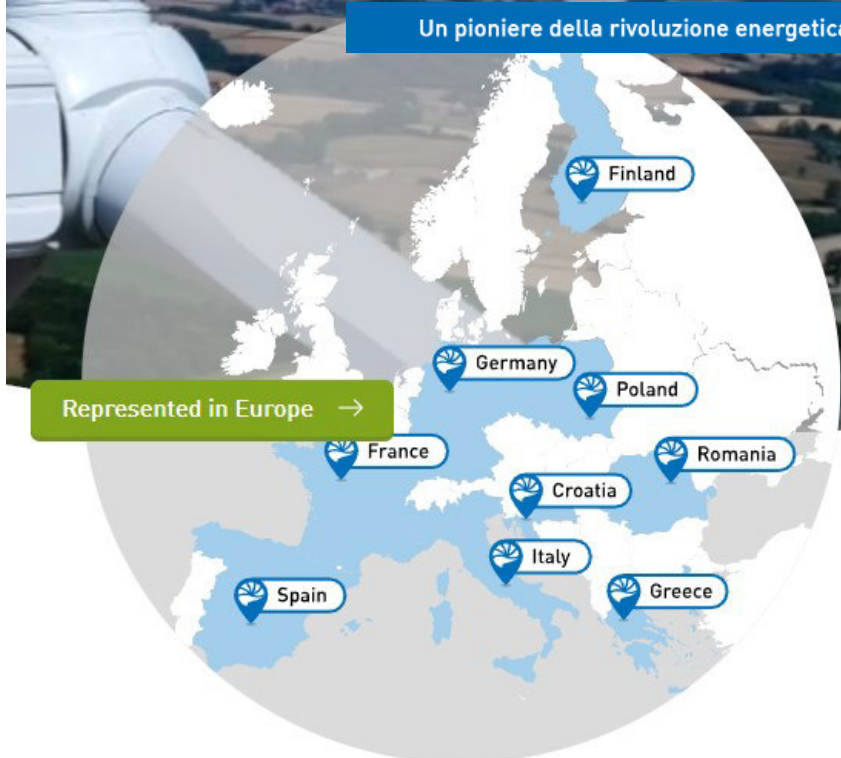 Un pioniere della rivoluzione energetica
Finland
Germany
Poland
Represented in Europe →
France
Romania
Croatia
Italy
Spain
Greece